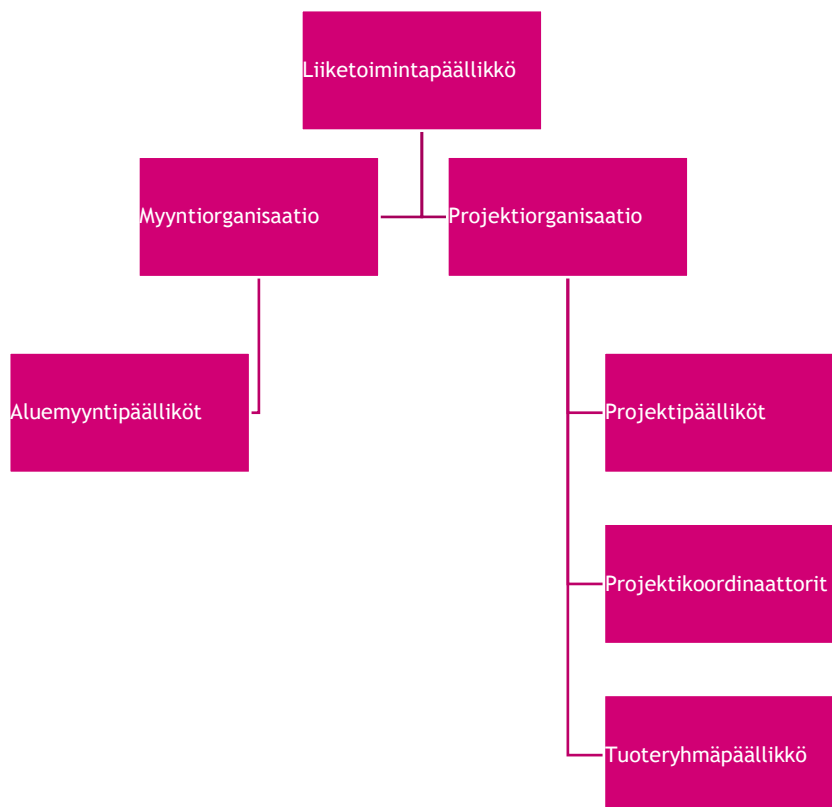 Liiketoimintapäällikkö
Myyntiorganisaatio
Projektiorganisaatio
Aluemyyntipäälliköt
Projektipäälliköt
Projektikoordinaattorit
Tuoteryhmäpäällikkö